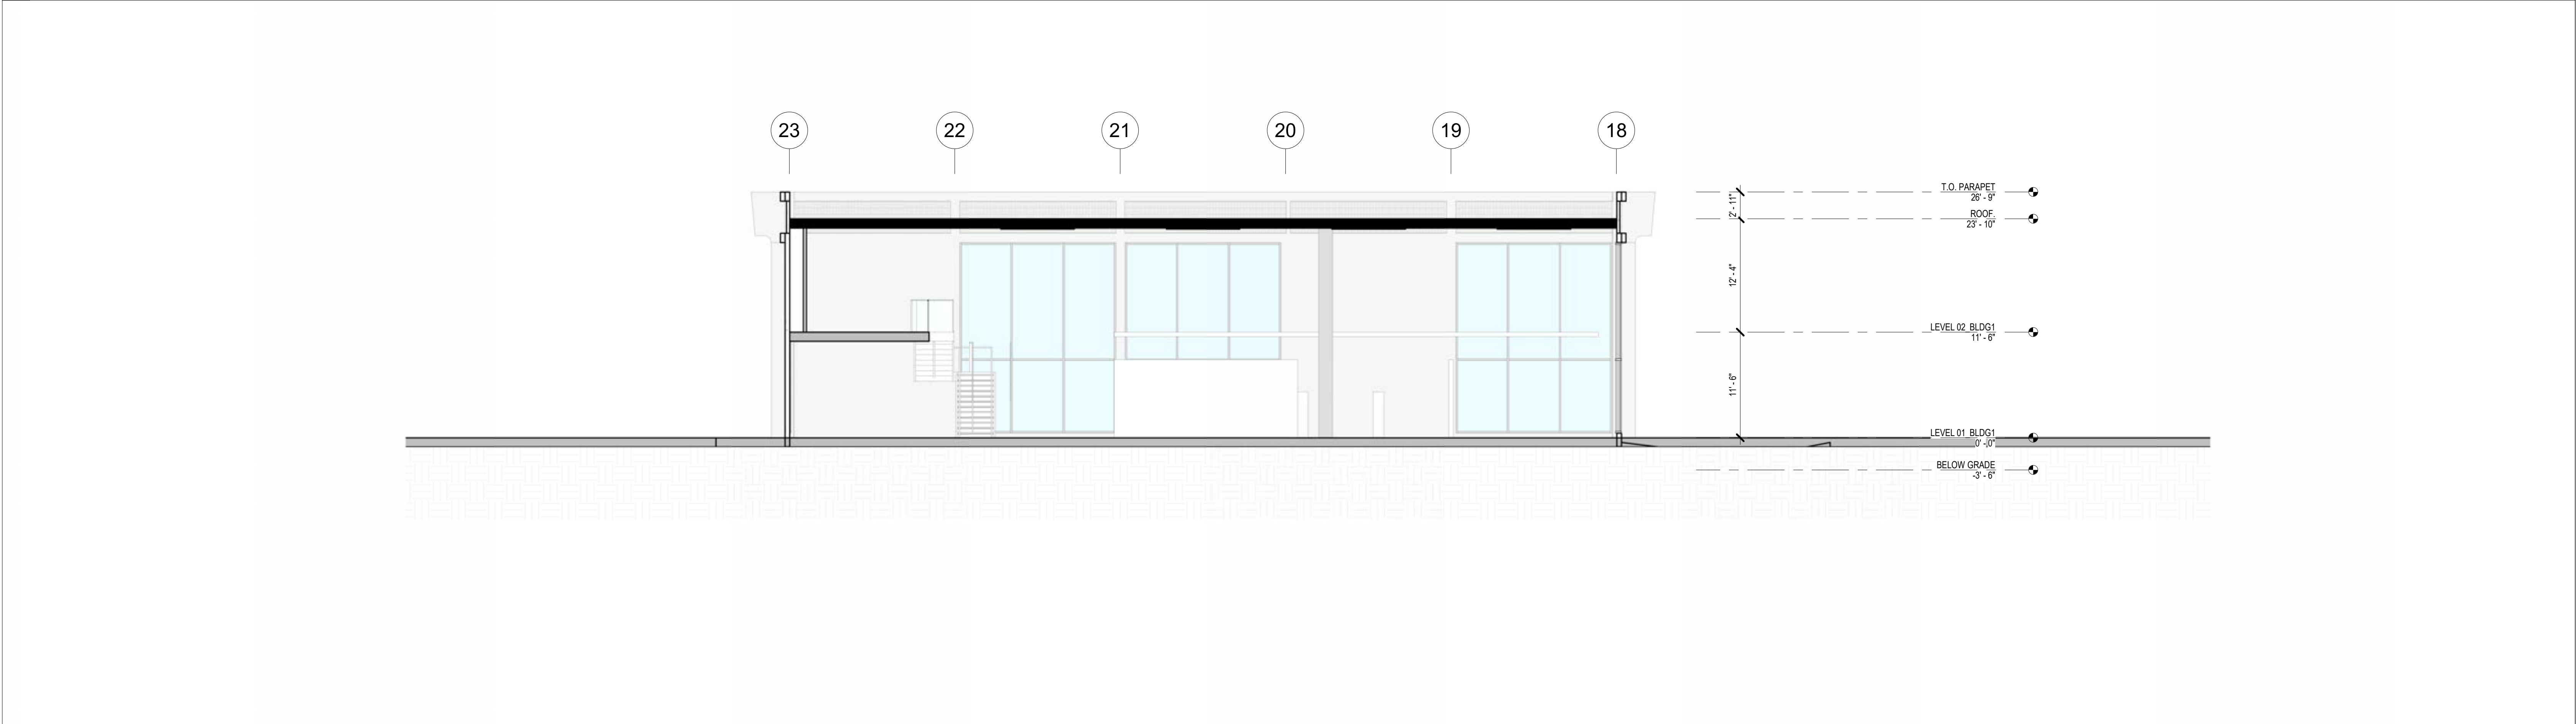 23 22 21 20 19 18
T.O. PARAPET
26' - 9"
2' - 11"
ROOF.
23' - 10"
12' - 4"
LEVEL 02_BLDG1
11' - 6"
11' - 6"
LEVEL 01_BLDG1
0' - 0"
BELOW GRADE
-3' - 6"